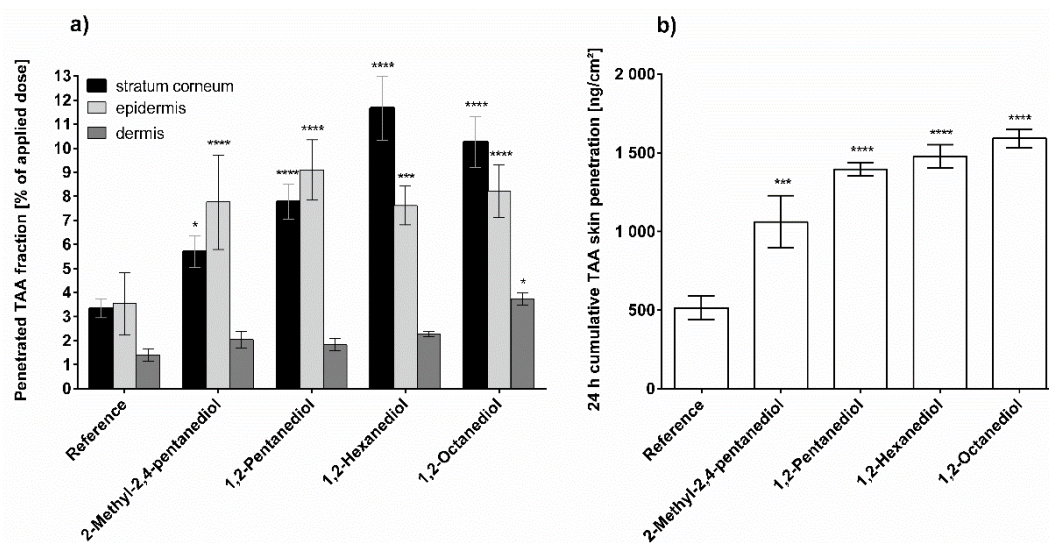 a)
Penetrated TAA fraction [% of applied dose]
13
12
11
10
9
8
7
6
5
4
3
2
1
0
stratum corneum
epidermis
dermis
*
****
****
****
****
***
****
****
*
Reference
2-Methyl-2,4-pentanediol
1,2-Pentanediol
1,2-Hexanediol
1,2-Octanediol
b)
24 h cumulative TAA skin penetration [ng/cm²]
2 000
1 500
1 000
500
0
***
****
****
****
Reference
2-Methyl-2,4-pentanediol
1,2-Pentanediol
1,2-Hexanediol
1,2-Octanediol